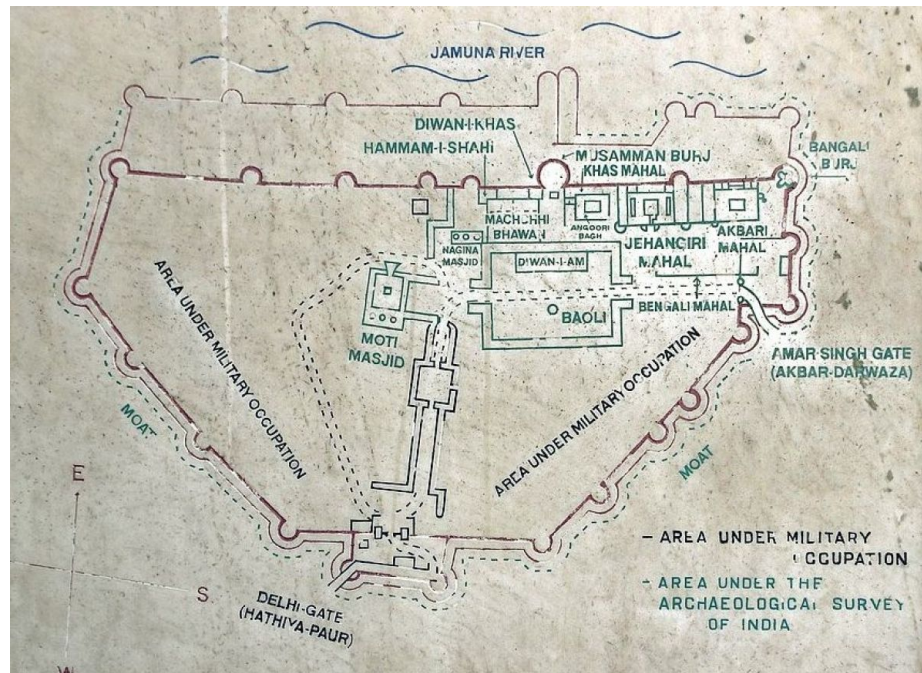 JAMUNA RIVER
DIWAN-I-KHAS
HAMMAM-I-SHAHI
MUSAMMAN BURJ
KHAS MAHAL
BANGALI
BURJ
MACHCHHI
BHAWAN
ANGOORI
BAGH
JEHANGIRI
MAHAL
AKBARI
MAHAL
NAGINA
MASJID
DIWAN-I-AM
BENGALI MAHAL
BAOLI
MOTI
MASJID
AMAR SINGH GATE
(AKBAR-DARWAZA)
AREA UNDER MILITARY OCCUPATION
AREA UNDER MILITARY OCCUPATION
MOAT
MOAT
E
S
W
DELHI-GATE
(HATHIYA-PAUR)
- AREA UNDER MILITARY
OCCUPATION
- AREA UNDER THE
ARCHAEOLOGICAL SURVEY
OF INDIA